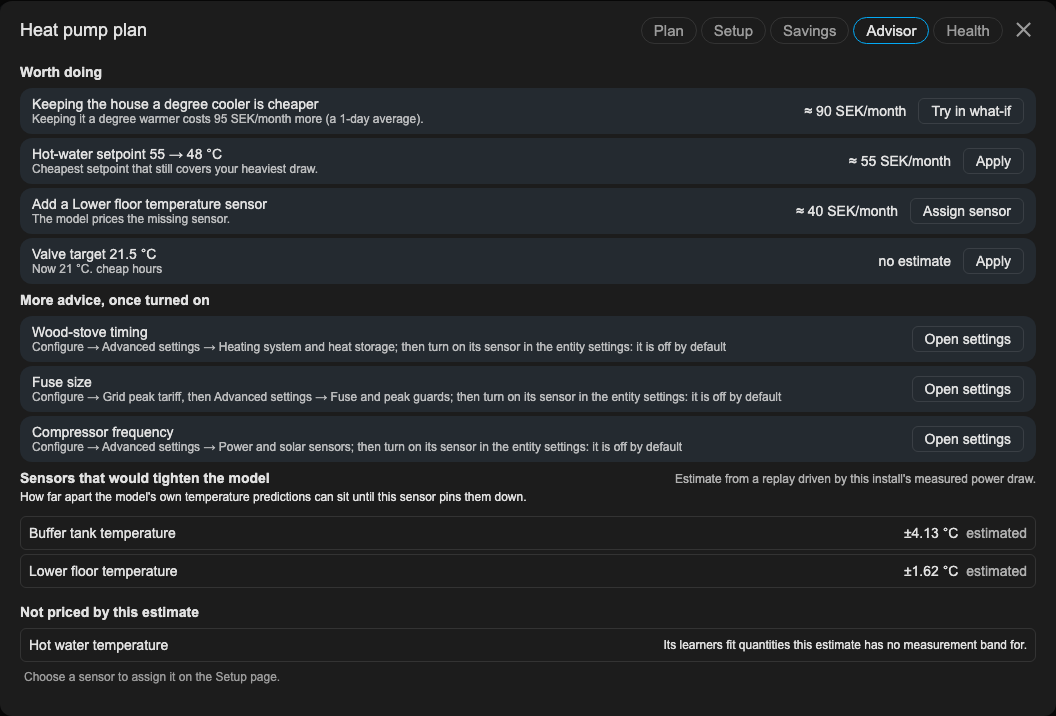 Heat pump plan
Plan
Setup
Savings
Advisor
Health
Worth doing
Keeping the house a degree cooler is cheaper
Keeping it a degree warmer costs 95 SEK/month more (a 1-day average).
≈ 90 SEK/month
Try in what-if
Hot-water setpoint 55 → 48 °C
Cheapest setpoint that still covers your heaviest draw.
≈ 55 SEK/month
Apply
Add a Lower floor temperature sensor
The model prices the missing sensor.
≈ 40 SEK/month
Assign sensor
Valve target 21.5 °C
Now 21 °C. cheap hours
no estimate
Apply
More advice, once turned on
Wood-stove timing
Configure → Advanced settings → Heating system and heat storage; then turn on its sensor in the entity settings: it is off by default
Open settings
Fuse size
Configure → Grid peak tariff, then Advanced settings → Fuse and peak guards; then turn on its sensor in the entity settings: it is off by default
Open settings
Compressor frequency
Configure → Advanced settings → Power and solar sensors; then turn on its sensor in the entity settings: it is off by default
Open settings
Sensors that would tighten the model
Estimate from a replay driven by this install's measured power draw.
How far apart the model's own temperature predictions can sit until this sensor pins them down.
Buffer tank temperature
±4.13 °C estimated
Lower floor temperature
±1.62 °C estimated
Not priced by this estimate
Hot water temperature
Its learners fit quantities this estimate has no measurement band for.
Choose a sensor to assign it on the Setup page.